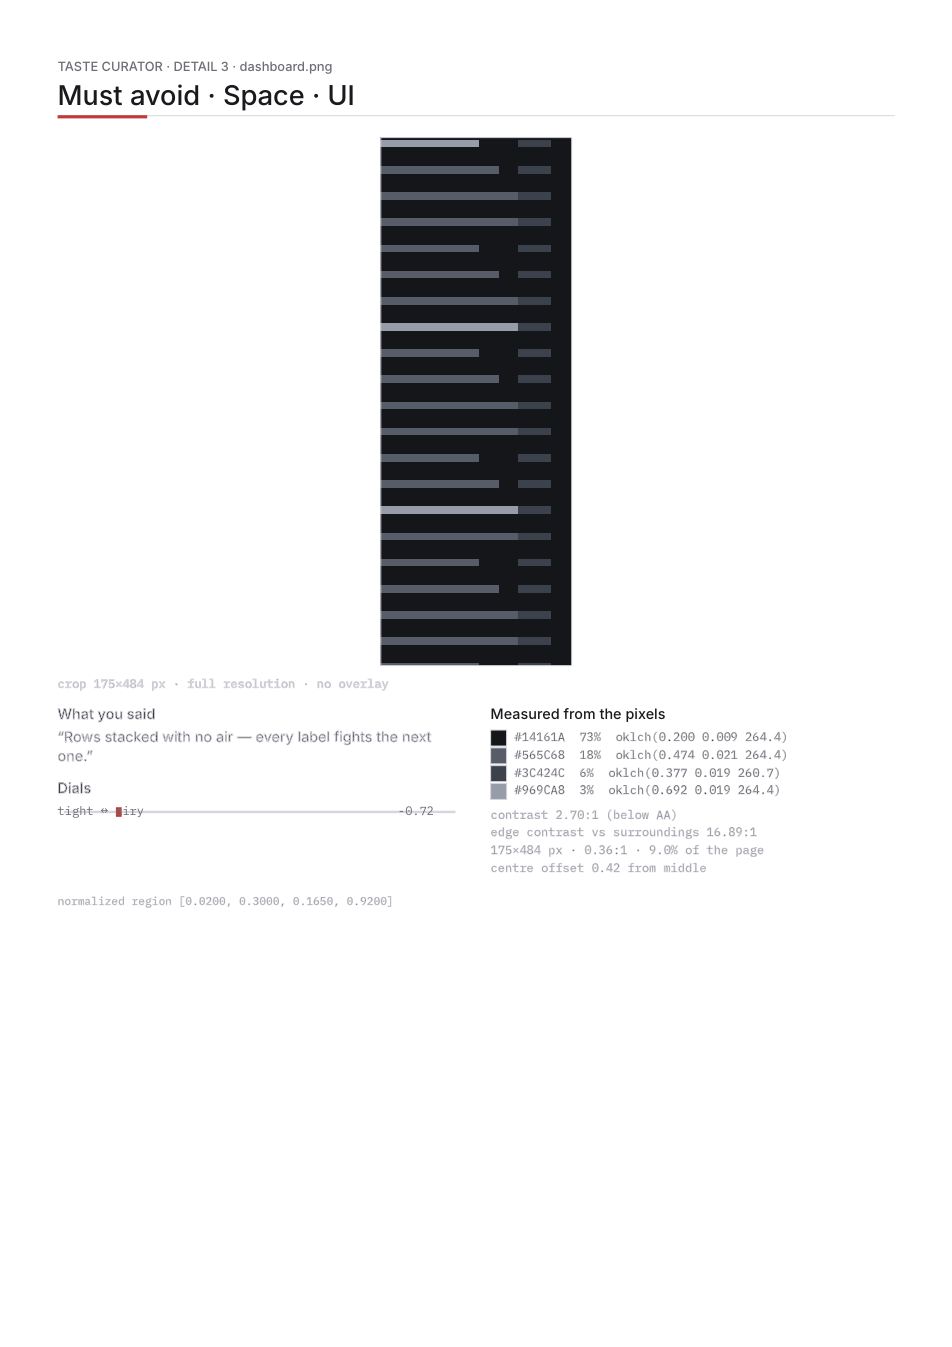 TASTE CURATOR · DETAIL 3 · dashboard.png
Must avoid · Space · UI
crop 175×484 px · full resolution · no overlay
What you said
“Rows stacked with no air — every label fights the next
one.”
Dials
tight ↔ airy -0.72
Measured from the pixels
#14161A 73% oklch(0.200 0.009 264.4)
#565C68 18% oklch(0.474 0.021 264.4)
#3C424C 6% oklch(0.377 0.019 260.7)
#969CA8 3% oklch(0.692 0.019 264.4)
contrast 2.70:1 (below AA)
edge contrast vs surroundings 16.89:1
175×484 px · 0.36:1 · 9.0% of the page
centre offset 0.42 from middle
normalized region [0.0200, 0.3000, 0.1650, 0.9200]